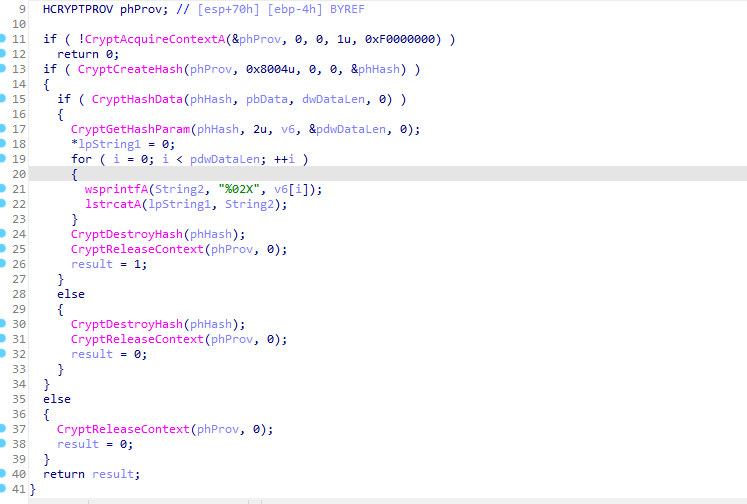 9 HCRYPTPROV phProv; // [esp+70h] [ebp-4h] BYREF
10
11 if ( !CryptAcquireContextA(&phProv, 0, 0, 1u, 0xF0000000) )
12 return 0;
13 if ( CryptCreateHash(phProv, 0x8004u, 0, 0, &phHash) )
14 {
15 if ( CryptHashData(phHash, pbData, dwDataLen, 0) )
16 {
17 CryptGetHashParam(phHash, 2u, v6, &pdwDataLen, 0);
18 *lpString1 = 0;
19 for ( i = 0; i < pdwDataLen; ++i )
20 {
21 wsprintfA(String2, "%02X", v6[i]);
22 lstrcatA(lpString1, String2);
23 }
24 CryptDestroyHash(phHash);
25 CryptReleaseContext(phProv, 0);
26 result = 1;
27 }
28 else
29 {
30 CryptDestroyHash(phHash);
31 CryptReleaseContext(phProv, 0);
32 result = 0;
33 }
34 }
35 else
36 {
37 CryptReleaseContext(phProv, 0);
38 result = 0;
39 }
40 return result;
41 }